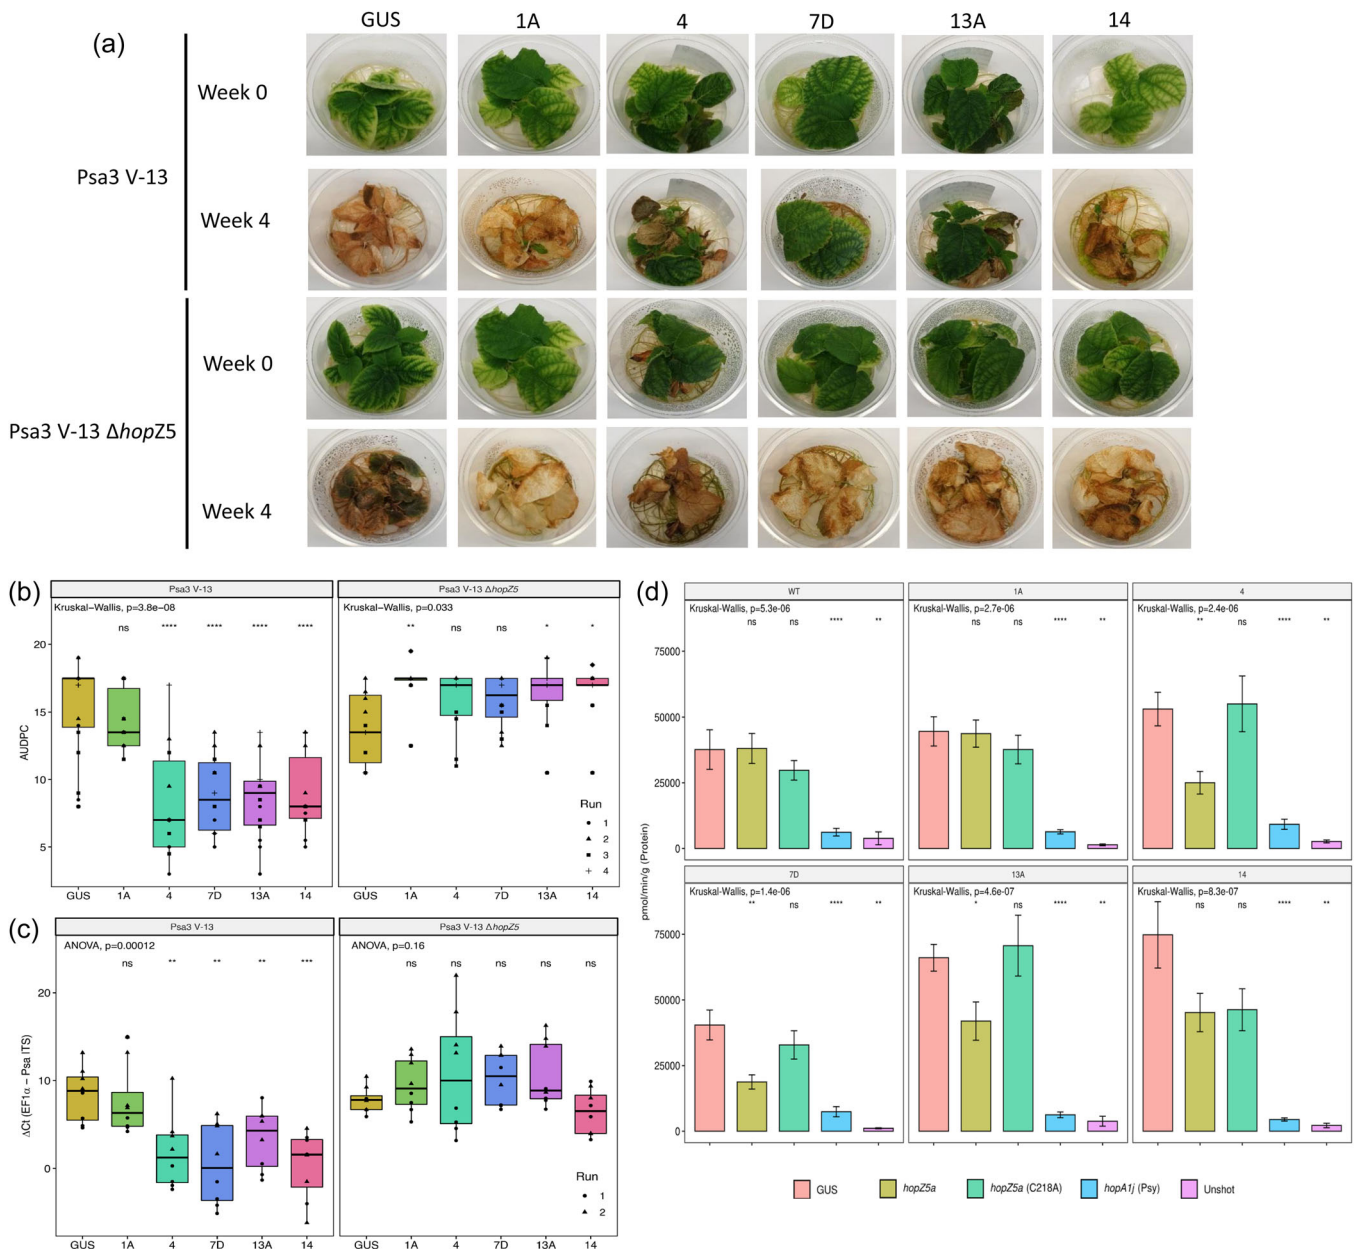 GUS 1A 4 7D 13A 14
(a)
Week 0
Psa3 V-13
Week 4
Week 0
Psa3 V-13 ΔhopZ5
Week 4
(b)
Psa3 V-13
Psa3 V-13 ΔhopZ5
Kruskal-Wallis, p=3.8e-08
Kruskal-Wallis, p=0.033
ns **** **** **** ****
** ns ns * *
20
15
10
5
AUDPC
Run
1
2
3
4
GUS 1A 4 7D 13A 14
GUS 1A 4 7D 13A 14
(c)
Psa3 V-13
Psa3 V-13 ΔhopZ5
ANOVA, p=0.00012
ANOVA, p=0.16
ns ** ** ** ***
ns ns ns ns ns
20
10
0
ΔCt (EF1α - Psa ITS)
Run
1
2
GUS 1A 4 7D 13A 14
GUS 1A 4 7D 13A 14
(d)
WT
1A
4
Kruskal-Wallis, p=5.3e-06
Kruskal-Wallis, p=2.7e-06
Kruskal-Wallis, p=2.4e-06
ns ns **** **
ns ns **** **
** ns **** **
75000
50000
25000
0
pmol/min/g (Protein)
7D
13A
14
Kruskal-Wallis, p=1.4e-06
Kruskal-Wallis, p=4.6e-07
Kruskal-Wallis, p=8.3e-07
** ns **** **
* ns **** **
ns ns **** **
75000
50000
25000
0
GUS hopZ5a hopZ5a (C218A) hopA1j (Psy) Unshot